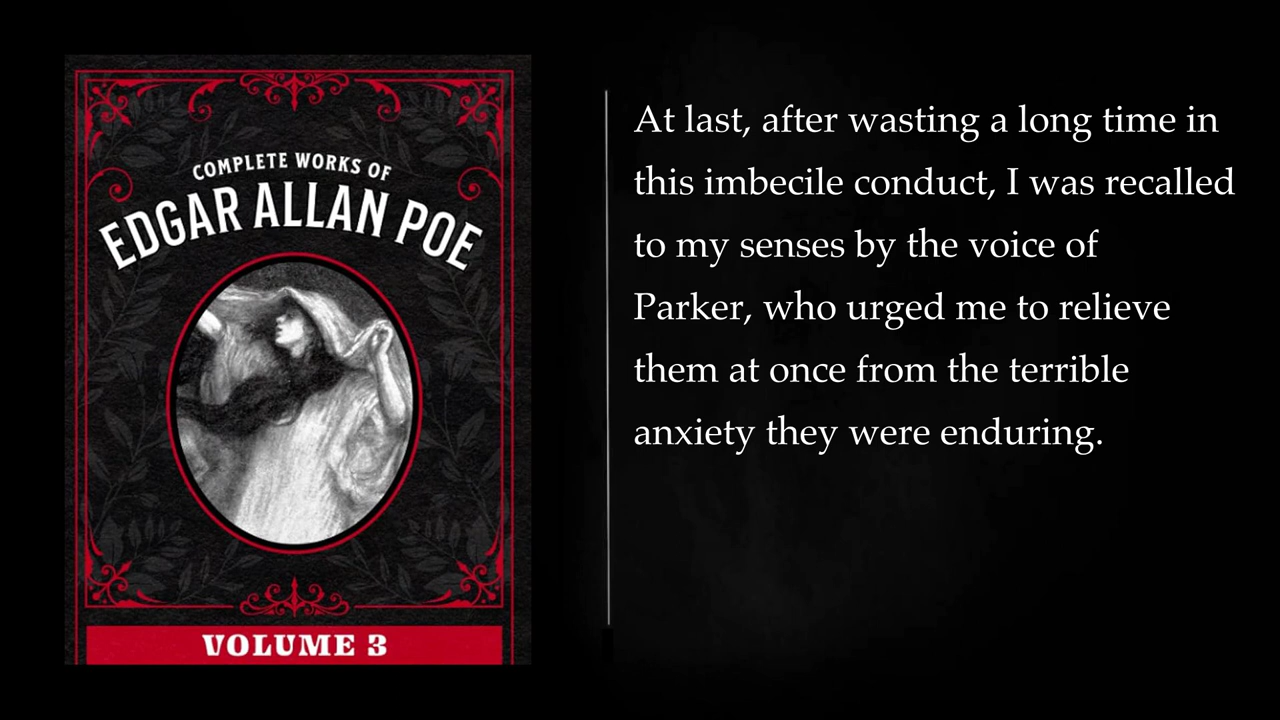 COMPLETE WORKS OF
EDGAR ALLAN POE
VOLUME 3
At last, after wasting a long time in
this imbecile conduct, I was recalled
to my senses by the voice of
Parker, who urged me to relieve
them at once from the terrible
anxiety they were enduring.